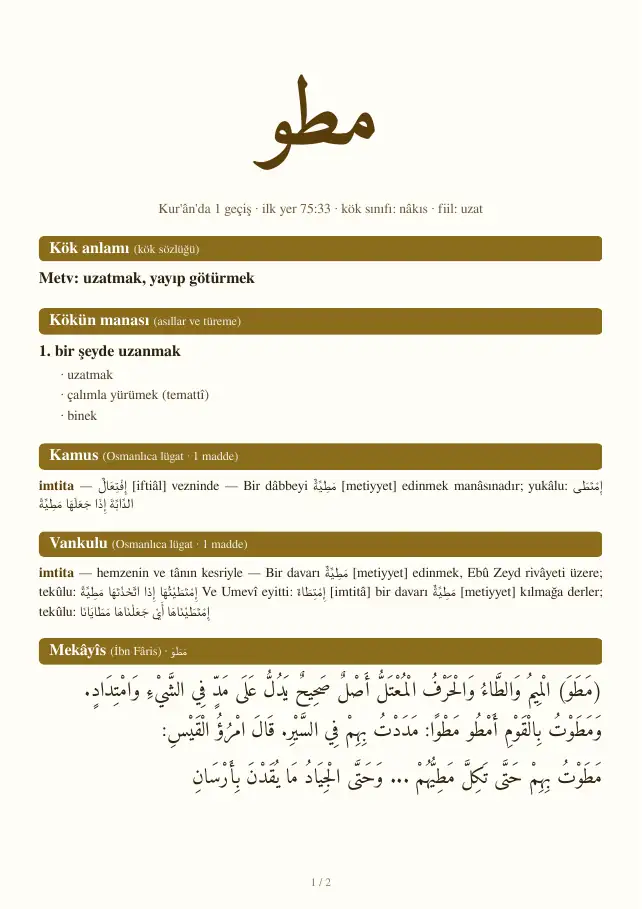 مطو
Kur'ân'da 1 geçiş · ilk yer 75:33 · kök sınıfı: nâkıs · fiil: uzat
Kök anlamı (kök sözlüğü)
Metv: uzatmak, yayıp götürmek
Kökün manası (asıllar ve türeme)
1. bir şeyde uzanmak
· uzatmak
· çalımla yürümek (temattî)
· binek
Kamus (Osmanlıca lügat · 1 madde)
imtita — إِفْتِعَالٌ [iftiâl] vezninde — Bir dâbbeyi مَطِيَّةٌ [metiyyet] edinmek manâsınadır; yukâlu: إِمْتَطَى
الدَّابَّةَ إِذَا جَعَلَهَا مَطِيَّةً
Vankulu (Osmanlıca lügat · 1 madde)
imtita — hemzenin ve tânın kesriyle — Bir davarı مَطِيَّةٌ [metiyyet] edinmek, Ebû Zeyd rivâyeti üzere;
tekûlu: إِمْتَطَيْتُهَا إِذَا اتَّخَذْتَهَا مَطِيَّةً Ve Umevî eyitti: إِمْتِطَاءٌ [imtitâ] bir davarı مَطِيَّةٌ [metiyyet] kılmağa derler;
tekûlu: إِمْتَطَيْنَاهَا أَيْ جَعَلْنَاهَا مَطَايَانَا
Mekâyîs (İbn Fâris) · مَطَوَ
(مَطَوَ) الْمِيمُ وَالطَّاءُ وَالْحَرْفُ الْمُعْتَلُّ أَصْلٌ صَحِيحٌ يَدُلُّ عَلَى مَدٍّ فِي الشَّيْءِ وَامْتِدَادٍ.
وَمَطَوْتُ بِالْقَوْمِ أَمْطُو مَطْوًا: مَدَدْتُ بِهِمْ فِي السَّيْرِ. قَالَ امْرُؤُ الْقَيْسِ:
مَطَوْتُ بِهِمْ حَتَّى تَكِلَّ مَطِيُّهُمْ ... وَحَتَّى الْجِيَادُ مَا يُقَدْنَ بِأَرْسَانِ
1 / 2